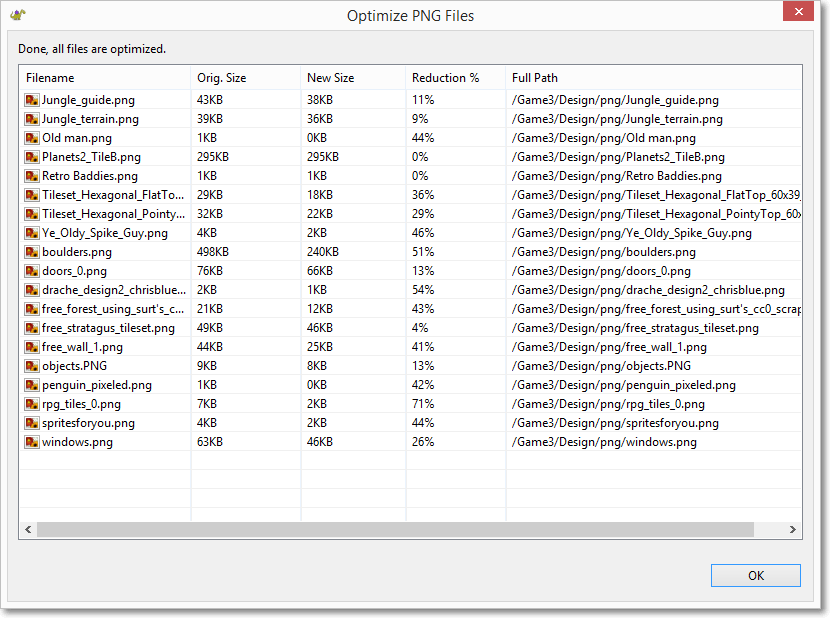 Optimize PNG Files
Done, all files are optimized.
Filename Orig. Size New Size Reduction % Full Path
Jungle_guide.png 43KB 38KB 11% /Game3/Design/png/Jungle_guide.png
Jungle_terrain.png 39KB 36KB 9% /Game3/Design/png/Jungle_terrain.png
Old man.png 1KB 0KB 44% /Game3/Design/png/Old man.png
Planets2_TileB.png 295KB 295KB 0% /Game3/Design/png/Planets2_TileB.png
Retro Baddies.png 1KB 1KB 0% /Game3/Design/png/Retro Baddies.png
Tileset_Hexagonal_FlatTo... 29KB 18KB 36% /Game3/Design/png/Tileset_Hexagonal_FlatTop_60x39_
Tileset_Hexagonal_Pointy... 32KB 22KB 29% /Game3/Design/png/Tileset_Hexagonal_PointyTop_60x
Ye_Oldy_Spike_Guy.png 4KB 2KB 46% /Game3/Design/png/Ye_Oldy_Spike_Guy.png
boulders.png 498KB 240KB 51% /Game3/Design/png/boulders.png
doors_0.png 76KB 66KB 13% /Game3/Design/png/doors_0.png
drache_design2_chrisblue... 2KB 1KB 54% /Game3/Design/png/drache_design2_chrisblue.png
free_forest_using_surt's_c... 21KB 12KB 43% /Game3/Design/png/free_forest_using_surt's_cc0_scrap
free_stratagus_tileset.png 49KB 46KB 4% /Game3/Design/png/free_stratagus_tileset.png
free_wall_1.png 44KB 25KB 41% /Game3/Design/png/free_wall_1.png
objects.PNG 9KB 8KB 13% /Game3/Design/png/objects.PNG
penguin_pixeled.png 1KB 0KB 42% /Game3/Design/png/penguin_pixeled.png
rpg_tiles_0.png 7KB 2KB 71% /Game3/Design/png/rpg_tiles_0.png
spritesforyou.png 4KB 2KB 44% /Game3/Design/png/spritesforyou.png
windows.png 63KB 46KB 26% /Game3/Design/png/windows.png
OK